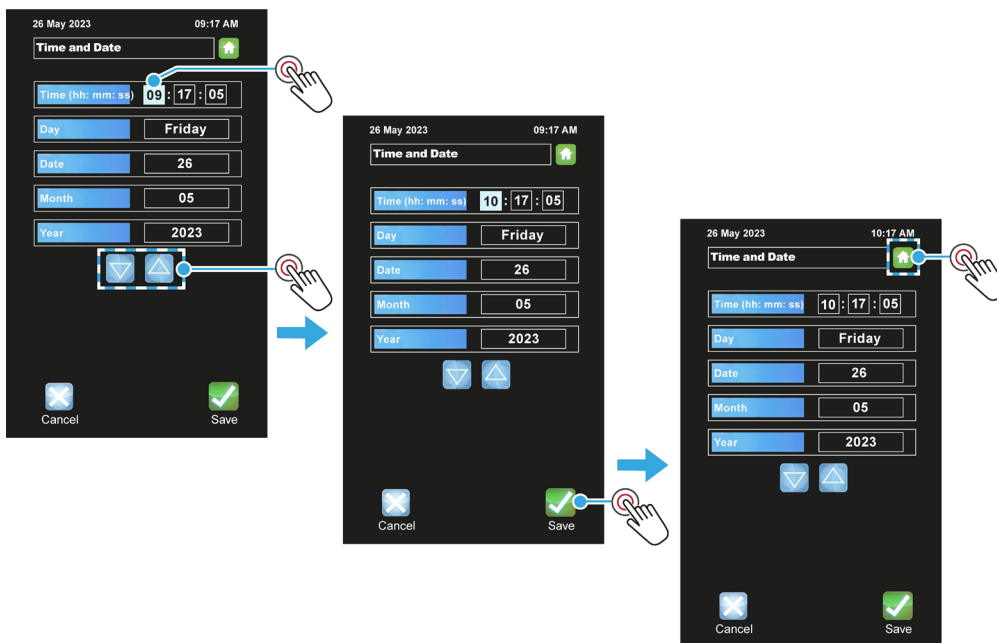 26 May 2023 09:17 AM
Time and Date
Time (hh: mm: ss) 09 : 17 : 05
Day Friday
Date 26
Month 05
Year 2023
Cancel Save
26 May 2023 09:17 AM
Time and Date
Time (hh: mm: ss) 10 : 17 : 05
Day Friday
Date 26
Month 05
Year 2023
Cancel Save
26 May 2023 10:17 AM
Time and Date
Time (hh: mm: ss) 10 : 17 : 05
Day Friday
Date 26
Month 05
Year 2023
Cancel Save